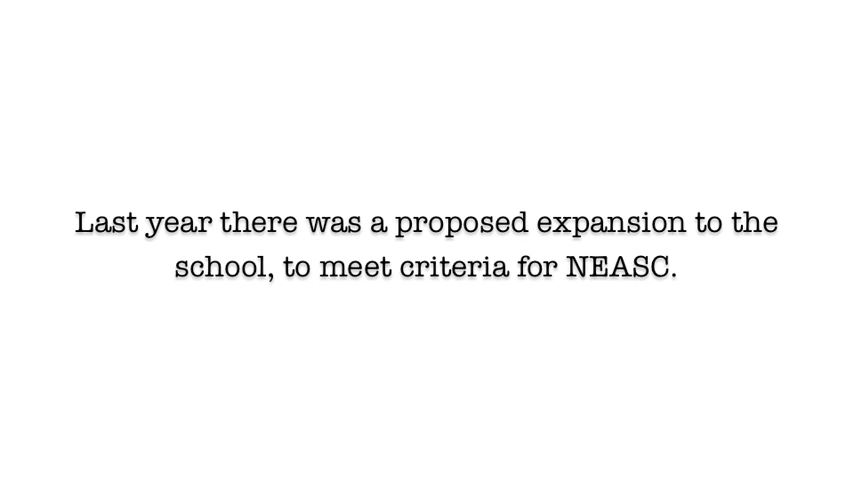 Last year there was a proposed expansion to the
school, to meet criteria for NEASC.